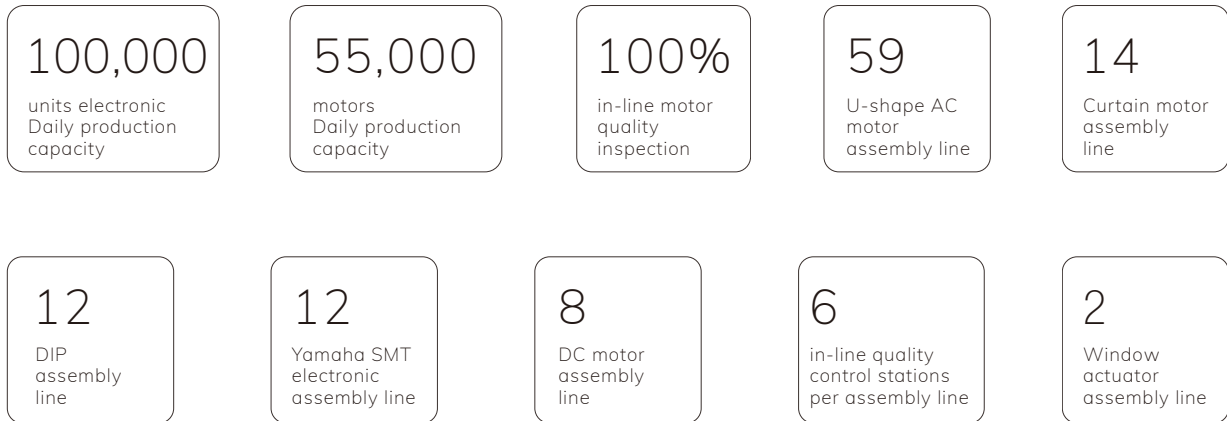 100,000
units electronic
Daily production
capacity
55,000
motors
Daily production
capacity
100%
in-line motor
quality
inspection
59
U-shape AC
motor
assembly line
14
Curtain motor
assembly
line
12
DIP
assembly
line
12
Yamaha SMT
electronic
assembly line
8
DC motor
assembly
line
6
in-line quality
control stations
per assembly line
2
Window
actuator
assembly line